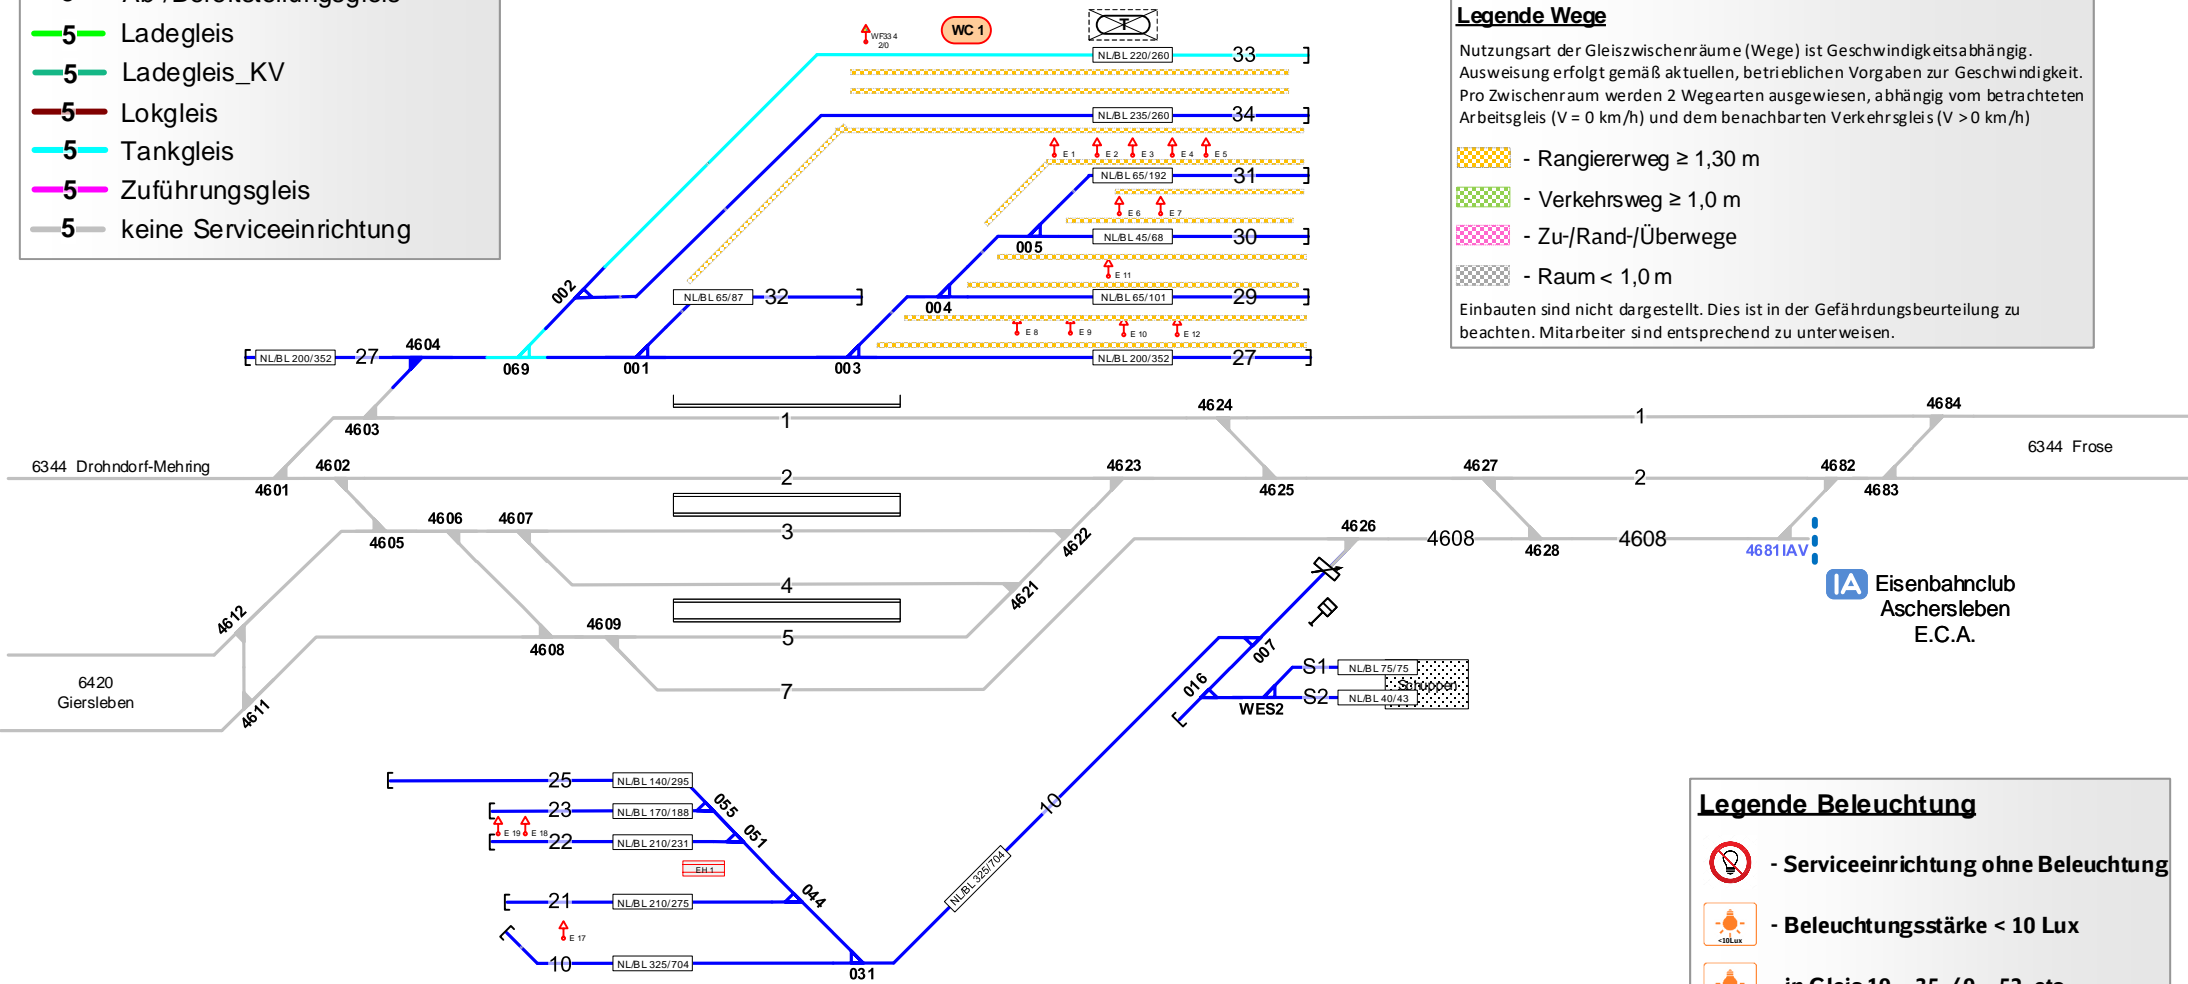 5 Ladegleis
5 Ladegleis_KV
5 Lokgleis
5 Tankgleis
5 Zuführungsgleis
5 keine Serviceeinrichtung
WF33 4
2/0
WC 1
T
NL/BL 220/260 33
NL/BL 235/260 34
E 1 E 2 E 3 E 4 E 5
NL/BL 65/192 31
E 6 E 7
005 NL/BL 45/68 30
E 11
002 NL/BL 65/87 32
004 NL/BL 65/101 29
E 8 E 9 E 10 E 12
NL/BL 200/352 27 4604 069 001 003 NL/BL 200/352 27
Legende Wege
Nutzungsart der Gleiszwischenräume (Wege) ist Geschwindigkeitsabhängig.
Ausweisung erfolgt gemäß aktuellen, betrieblichen Vorgaben zur Geschwindigkeit.
Pro Zwischenraum werden 2 Wegearten ausgewiesen, abhängig vom betrachteten
Arbeitsgleis (V = 0 km/h) und dem benachbarten Verkehrsgleis (V > 0 km/h)
- Rangiererweg ≥ 1,30 m
- Verkehrsweg ≥ 1,0 m
- Zu-/Rand-/Überwege
- Raum < 1,0 m
Einbauten sind nicht dargestellt. Dies ist in der Gefährdungsbeurteilung zu
beachten. Mitarbeiter sind entsprechend zu unterweisen.
4603 1 4624 1 4684
6344 Drohndorf-Mehring
6344 Frose
4601 4602 2 4623 4625 4627 2 4682 4683
4605 4606 4607 3 4622
4626 4608 4628 4608 4681IAV
IA Eisenbahnclub
Aschersleben
E.C.A.
4 4621
4612 4608 4609 5
6420
Giersleben
4611 7
007
016 S1 NL/BL 75/75
WES2 S2 NL/BL 40/43
Schuppen
25 NL/BL 140/295
055
23 NL/BL 170/188
E 19 E 18
051
22 NL/BL 210/231
EH 1
044
21 NL/BL 210/275
E 17
10 NL/BL 325/704
031
NL/BL 325/704
10
Legende Beleuchtung
- Serviceeinrichtung ohne Beleuchtung
<10Lux
- Beleuchtungsstärke < 10 Lux